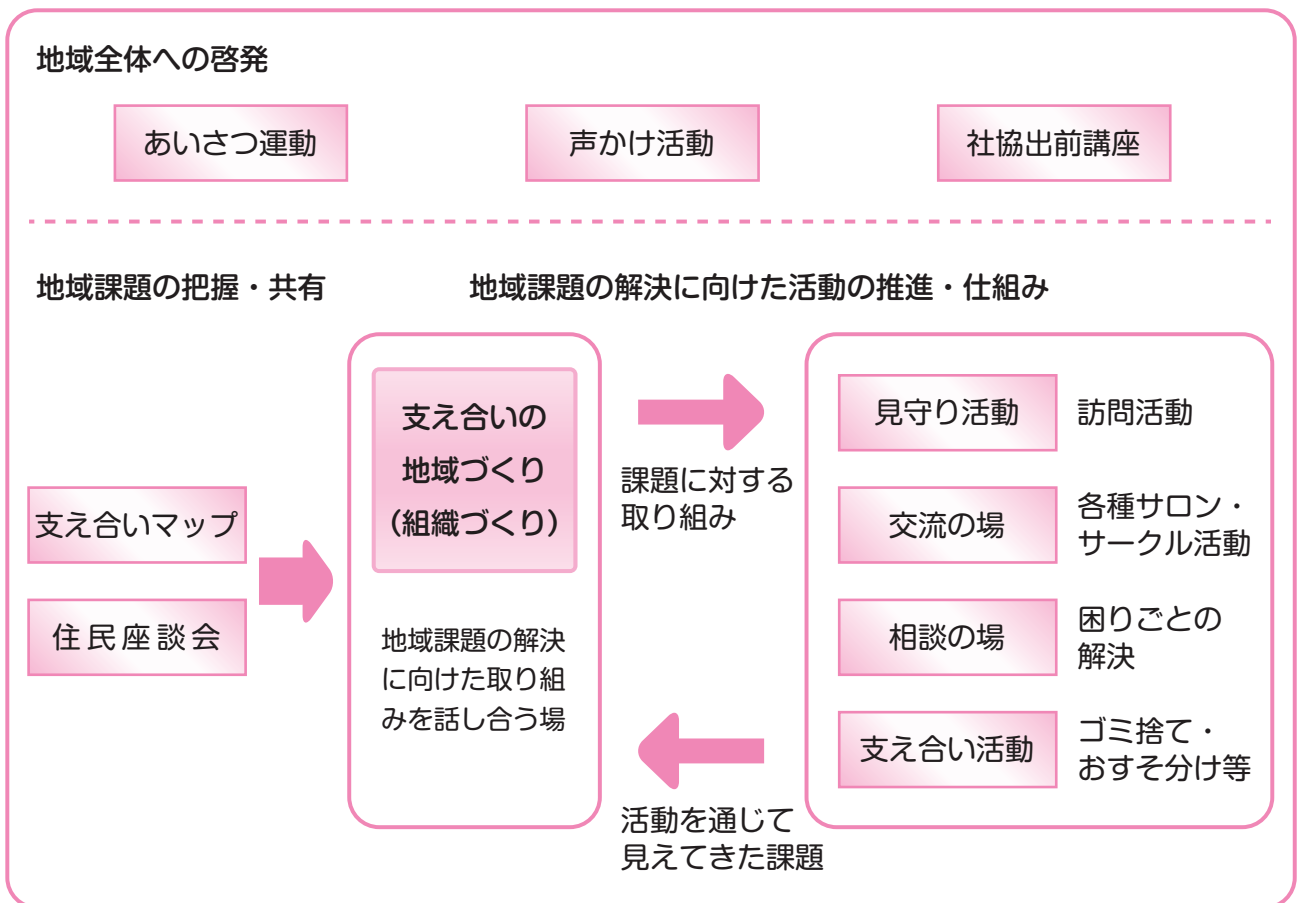 地域全体への啓発
あいさつ運動
声かけ活動
社協出前講座
地域課題の把握・共有
地域課題の解決に向けた活動の推進・仕組み
支え合いマップ
住民座談会
支え合いの
地域づくり
（組織づくり）
地域課題の解決
に向けた取り組
みを話し合う場
課題に対する
取り組み
活動を通じて
見えてきた課題
見守り活動
訪問活動
交流の場
各種サロン・
サークル活動
相談の場
困りごとの
解決
支え合い活動
ゴミ捨て・
おすそ分け等